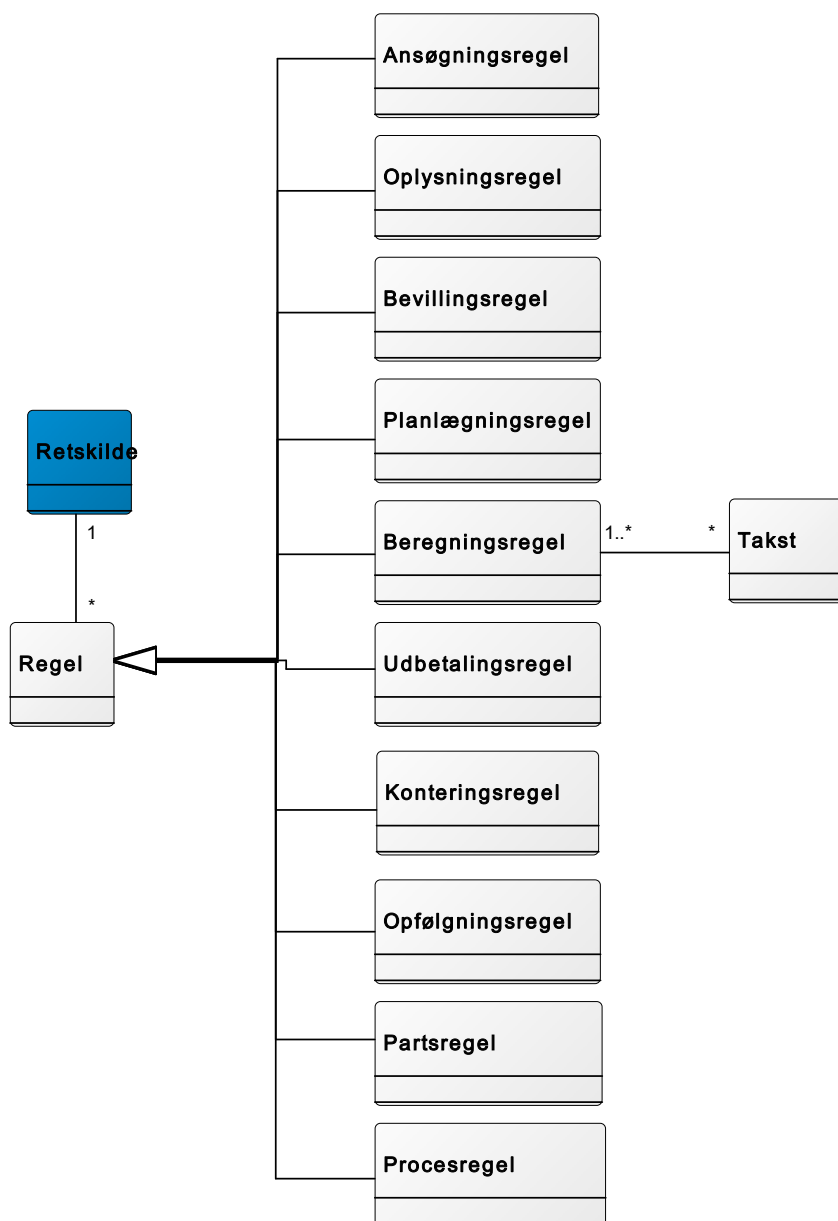 Ansøgningsregel
Oplysningsregel
Bevillingsregel
Planlægningsregel
Retskilde
1
*
Beregningsregel
1..*
*
Takst
Regel
Udbetalingsregel
Konteringsregel
Opfølgningsregel
Partsregel
Procesregel